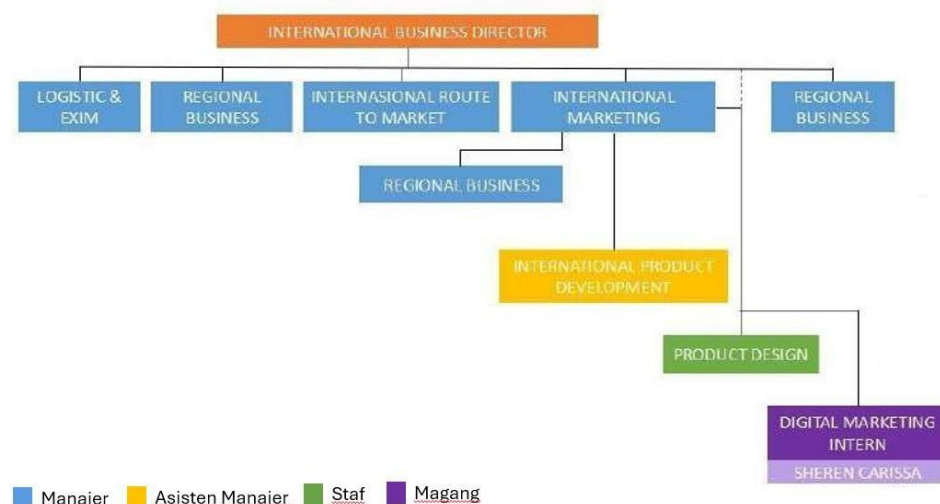 INTERNATIONAL BUSINESS DIRECTOR
LOGISTIC &
EXIM
REGIONAL
BUSINESS
INTERNASIONAL ROUTE
TO MARKET
INTERNATIONAL
MARKETING
REGIONAL
BUSINESS
REGIONAL BUSINESS
INTERNATIONAL PRODUCT
DEVELOPMENT
PRODUCT DESIGN
DIGITAL MARKETING
INTERN
SHEREN CARISSA
Manajer
Asisten Manajer
Staf
Magang